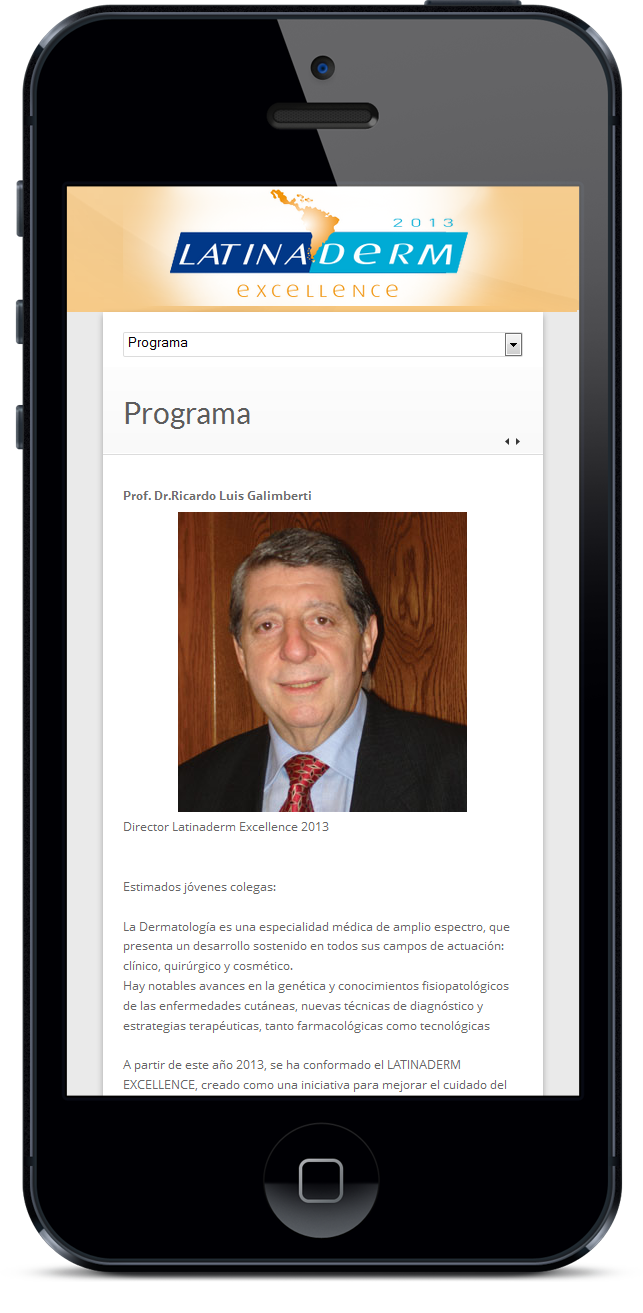 2013
LATINADERM
EXCELLENCE
Programa
Programa
Prof. Dr.Ricardo Luis Galimberti
Director Latinaderm Excellence 2013
Estimados jóvenes colegas:
La Dermatología es una especialidad médica de amplio espectro, que
presenta un desarrollo sostenido en todos sus campos de actuación:
clínico, quirúrgico y cosmético.
Hay notables avances en la genética y conocimientos fisiopatológicos
de las enfermedades cutáneas, nuevas técnicas de diagnóstico y
estrategias terapéuticas, tanto farmacológicas como tecnológicas
A partir de este año 2013, se ha conformado el LATINADERM
EXCELLENCE, creado como una iniciativa para mejorar el cuidado del